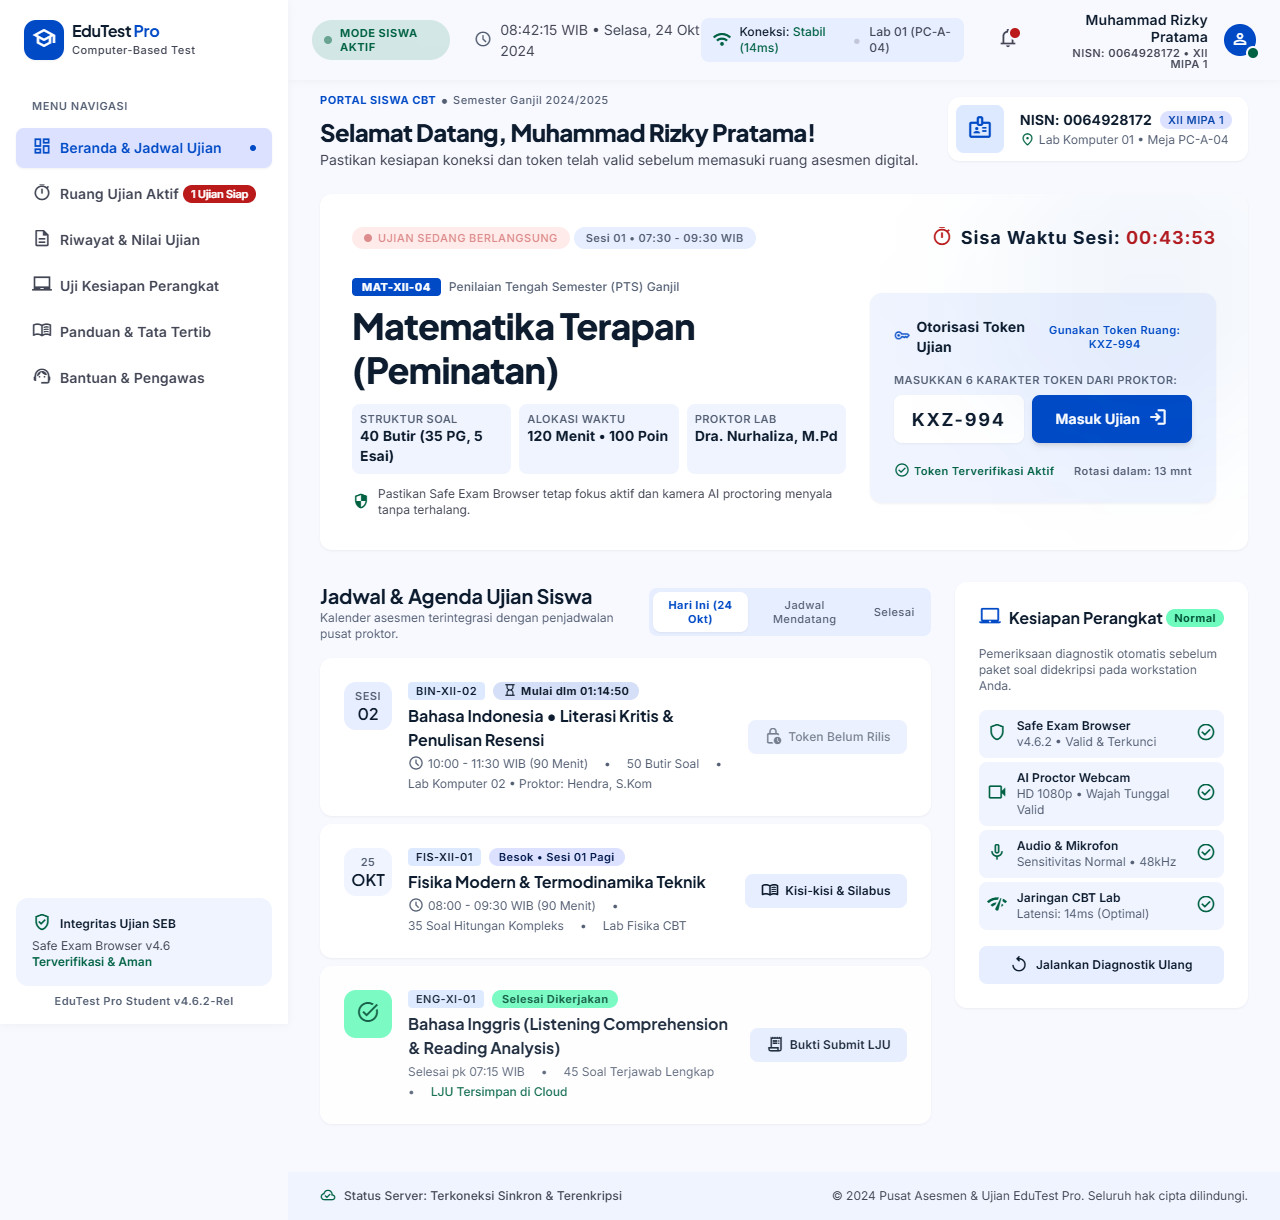 EduTest Pro
Computer-Based Test
MENU NAVIGASI
Beranda & Jadwal Ujian
Ruang Ujian Aktif 1 Ujian Siap
Riwayat & Nilai Ujian
Uji Kesiapan Perangkat
Panduan & Tata Tertib
Bantuan & Pengawas
Integritas Ujian SEB
Safe Exam Browser v4.6
Terverifikasi & Aman
EduTest Pro Student v4.6.2-Rel
MODE SISWA
AKTIF
08:42:15 WIB • Selasa, 24 Okt
2024
Koneksi: Stabil
(14ms)
Lab 01 (PC-A-
04)
Muhammad Rizky
Pratama
NISN: 0064928172 • XII
MIPA 1
PORTAL SISWA CBT • Semester Ganjil 2024/2025
Selamat Datang, Muhammad Rizky Pratama!
Pastikan kesiapan koneksi dan token telah valid sebelum memasuki ruang asesmen digital.
NISN: 0064928172 XII MIPA 1
Lab Komputer 01 • Meja PC-A-04
UJIAN SEDANG BERLANGSUNG
Sesi 01 • 07:30 - 09:30 WIB
Sisa Waktu Sesi: 00:43:53
MAT-XII-04 Penilaian Tengah Semester (PTS) Ganjil
Matematika Terapan
(Peminatan)
STRUKTUR SOAL
40 Butir (35 PG, 5
Esai)
ALOKASI WAKTU
120 Menit • 100 Poin
PROKTOR LAB
Dra. Nurhaliza, M.Pd
Pastikan Safe Exam Browser tetap fokus aktif dan kamera AI proctoring menyala
tanpa terhalang.
Otorisasi Token
Ujian
Gunakan Token Ruang:
KXZ-994
MASUKKAN 6 KARAKTER TOKEN DARI PROKTOR:
KXZ-994
Masuk Ujian
Token Terverifikasi Aktif
Rotasi dalam: 13 mnt
Jadwal & Agenda Ujian Siswa
Kalender asesmen terintegrasi dengan penjadwalan
pusat proktor.
Hari Ini (24
Okt)
Jadwal
Mendatang
Selesai
SESI
02
BIN-XII-02
Mulai dlm 01:14:50
Bahasa Indonesia • Literasi Kritis &
Penulisan Resensi
10:00 - 11:30 WIB (90 Menit) • 50 Butir Soal •
Lab Komputer 02 • Proktor: Hendra, S.Kom
Token Belum Rilis
25
OKT
FIS-XII-01
Besok • Sesi 01 Pagi
Fisika Modern & Termodinamika Teknik
08:00 - 09:30 WIB (90 Menit) •
35 Soal Hitungan Kompleks • Lab Fisika CBT
Kisi-kisi & Silabus
ENG-XI-01
Selesai Dikerjakan
Bahasa Inggris (Listening Comprehension
& Reading Analysis)
Selesai pk 07:15 WIB • 45 Soal Terjawab Lengkap
• LJU Tersimpan di Cloud
Bukti Submit LJU
Kesiapan Perangkat Normal
Pemeriksaan diagnostik otomatis sebelum
paket soal didekripsi pada workstation
Anda.
Safe Exam Browser
v4.6.2 • Valid & Terkunci
AI Proctor Webcam
HD 1080p • Wajah Tunggal
Valid
Audio & Mikrofon
Sensitivitas Normal • 48kHz
Jaringan CBT Lab
Latensi: 14ms (Optimal)
Jalankan Diagnostik Ulang
Status Server: Terkoneksi Sinkron & Terenkripsi
© 2024 Pusat Asesmen & Ujian EduTest Pro. Seluruh hak cipta dilindungi.